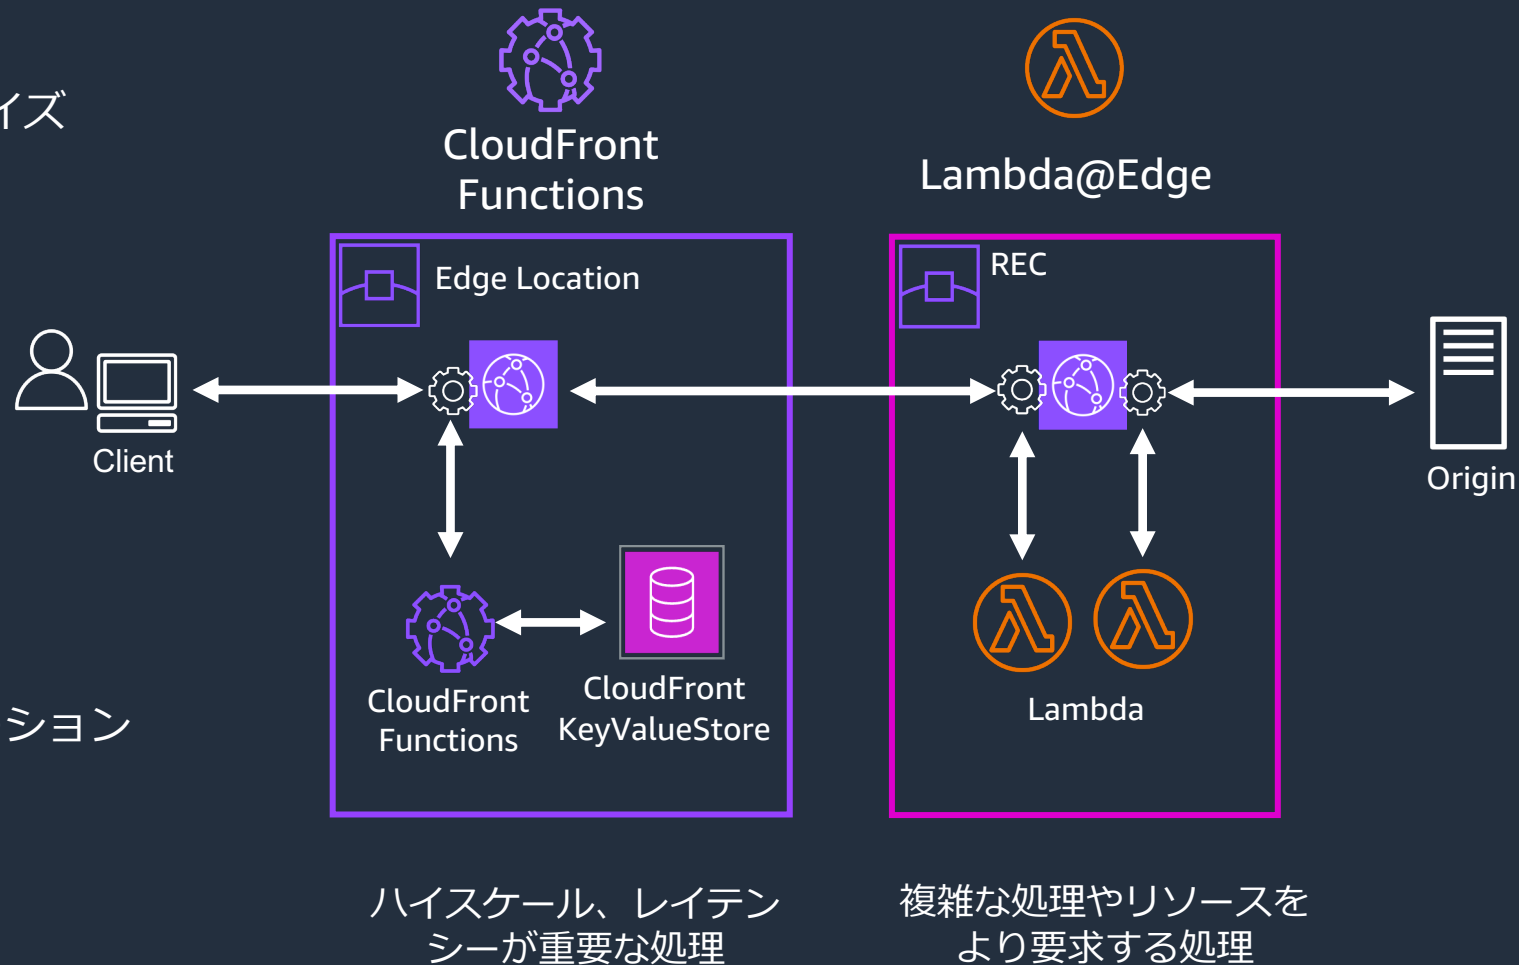 イズ
CloudFront
Functions
Lambda@Edge
Edge Location
REC
Client
Origin
CloudFront
Functions
CloudFront
KeyValueStore
Lambda
ション
ハイスケール、レイテン
シーが重要な処理
複雑な処理やリソースを
より要求する処理